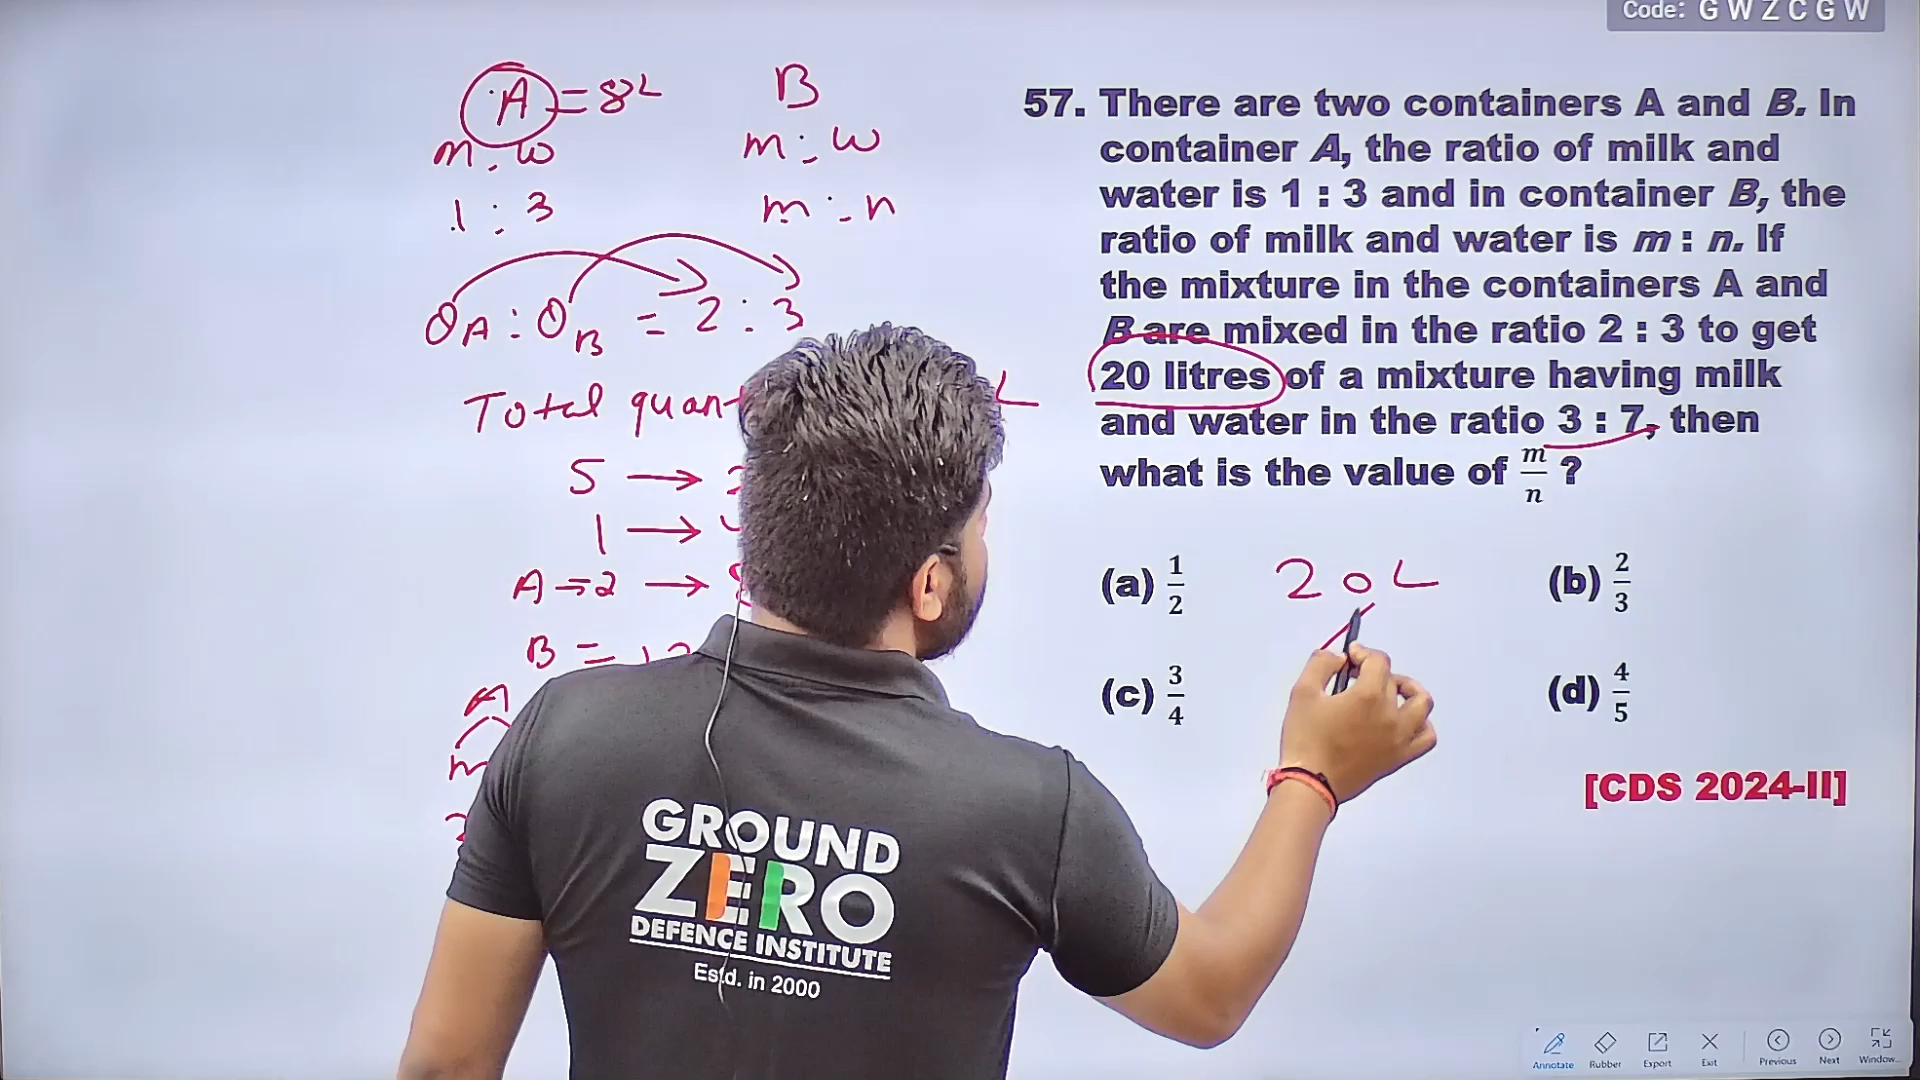 Code: G W Z C G W
A = 8L B
m : w m : w
1 : 3 m : n
57. There are two containers A and B. In
container A, the ratio of milk and
water is 1 : 3 and in container B, the
ratio of milk and water is m : n. If
the mixture in the containers A and
B are mixed in the ratio 2 : 3 to get
20 litres of a mixture having milk
and water in the ratio 3 : 7, then
what is the value of m/n ?
(a) 1/2 (b) 2/3
(c) 3/4 (d) 4/5
[CDS 2024-II]
QA : QB = 2 : 3
Total L
5 →
1 →
A → 2 →
B =
A
m
20 L
GROUND
ZERO
DEFENCE INSTITUTE
Estd. in 2000
Annotate Rubber Export Exit Previous Next Window...